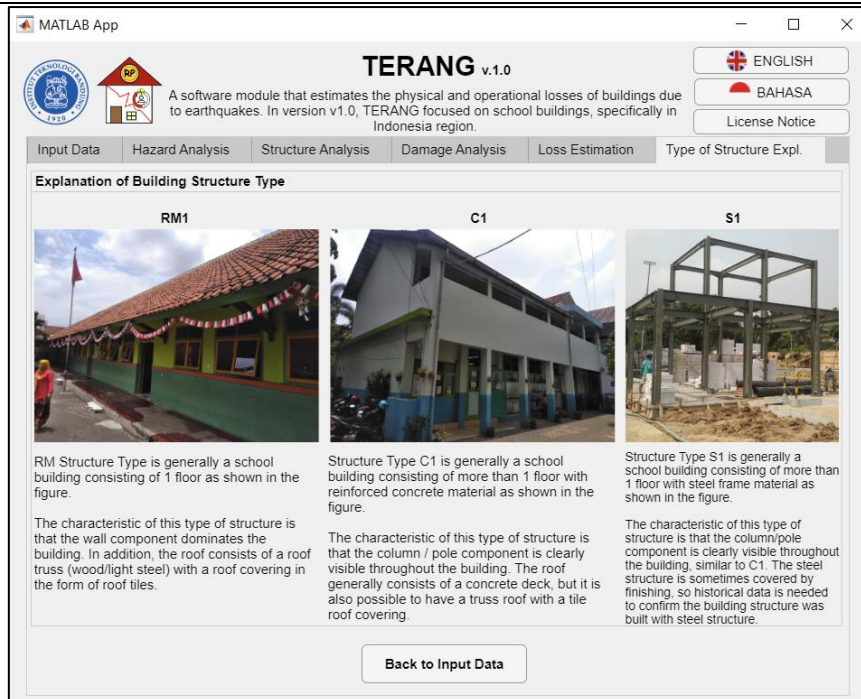 MATLAB App
INSTITUT TEKNOLOGI BANDUNG
1920
RP
TERANG v.1.0
A software module that estimates the physical and operational losses of buildings due
to earthquakes. In version v1.0, TERANG focused on school buildings, specifically in
Indonesia region.
ENGLISH
BAHASA
License Notice
Input Data
Hazard Analysis
Structure Analysis
Damage Analysis
Loss Estimation
Type of Structure Expl.
Explanation of Building Structure Type
RM1
RM Structure Type is generally a school
building consisting of 1 floor as shown in the
figure.
The characteristic of this type of structure is
that the wall component dominates the
building. In addition, the roof consists of a roof
truss (wood/light steel) with a roof covering in
the form of roof tiles.
C1
Structure Type C1 is generally a school
building consisting of more than 1 floor with
reinforced concrete material as shown in the
figure.
The characteristic of this type of structure is
that the column / pole component is clearly
visible throughout the building. The roof
generally consists of a concrete deck, but it is
also possible to have a truss roof with a tile
roof covering.
S1
Structure Type S1 is generally a
school building consisting of more than
1 floor with steel frame material as
shown in the figure.
The characteristic of this type of
structure is that the column/pole
component is clearly visible throughout
the building, similar to C1. The steel
structure is sometimes covered by
finishing, so historical data is needed
to confirm the building structure was
built with steel structure.
Back to Input Data